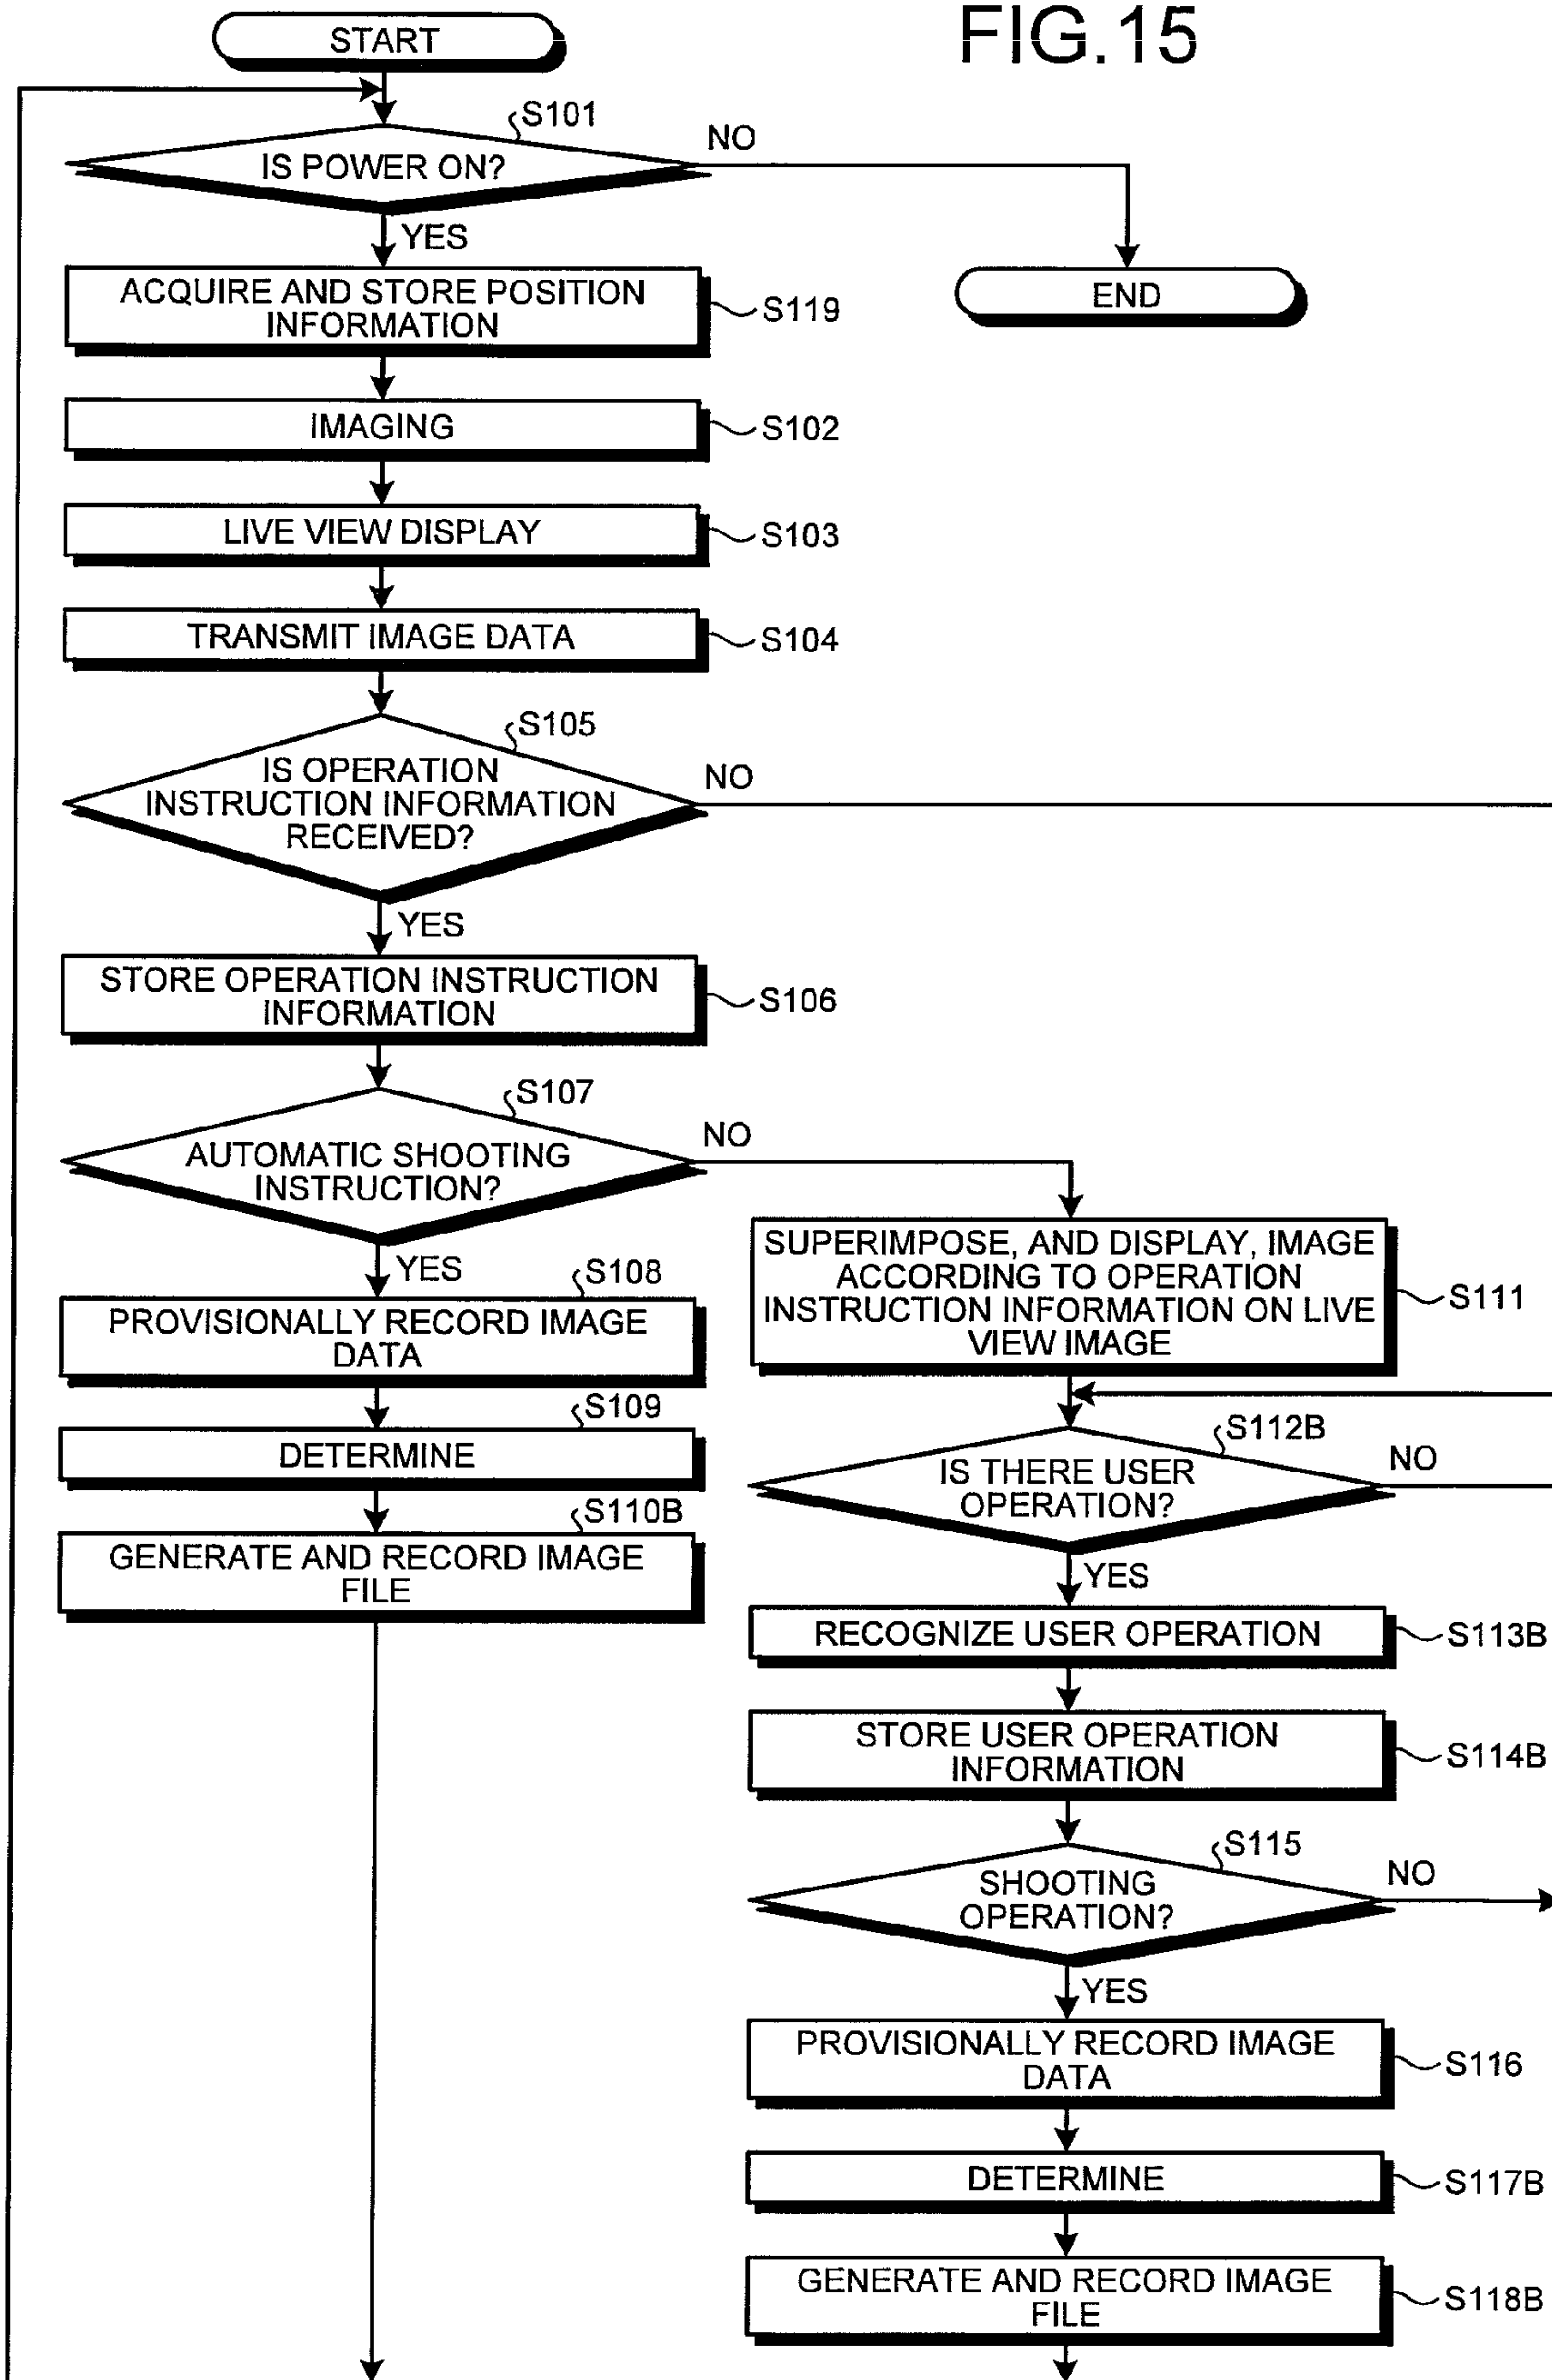 FIG.15
START
S101
IS POWER ON?
NO
YES
END
ACQUIRE AND STORE POSITION
INFORMATION
S119
IMAGING
S102
LIVE VIEW DISPLAY
S103
TRANSMIT IMAGE DATA
S104
S105
IS OPERATION
INSTRUCTION INFORMATION
RECEIVED?
NO
YES
STORE OPERATION INSTRUCTION
INFORMATION
S106
S107
AUTOMATIC SHOOTING
INSTRUCTION?
NO
YES
S108
PROVISIONALLY RECORD IMAGE
DATA
S109
DETERMINE
S110B
GENERATE AND RECORD IMAGE
FILE
SUPERIMPOSE, AND DISPLAY, IMAGE
ACCORDING TO OPERATION
INSTRUCTION INFORMATION ON LIVE
VIEW IMAGE
S111
S112B
IS THERE USER
OPERATION?
NO
YES
RECOGNIZE USER OPERATION
S113B
STORE USER OPERATION
INFORMATION
S114B
S115
SHOOTING
OPERATION?
NO
YES
PROVISIONALLY RECORD IMAGE
DATA
S116
DETERMINE
S117B
GENERATE AND RECORD IMAGE
FILE
S118B